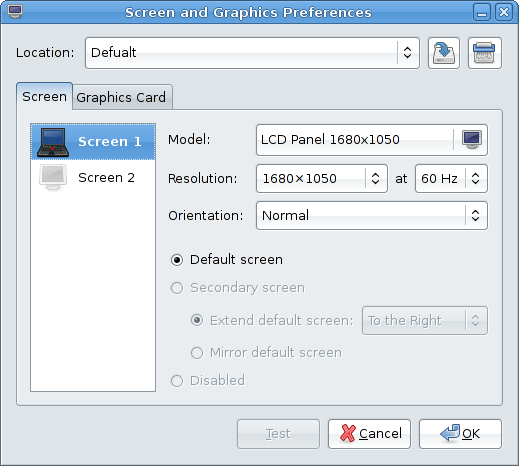 Screen and Graphics Preferences
Location: Defualt
Screen Graphics Card
Screen 1
Screen 2
Model: LCD Panel 1680x1050
Resolution: 1680×1050 at 60 Hz
Orientation: Normal
Default screen
Secondary screen
Extend default screen: To the Right
Mirror default screen
Disabled
Test Cancel OK